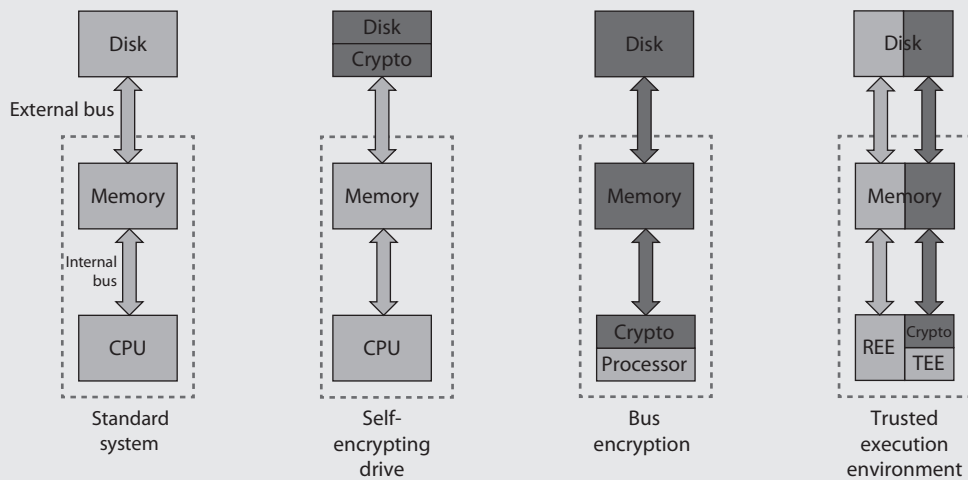 Disk
External bus
Memory
Internal
bus
CPU
Standard
system
Disk
Crypto
Memory
CPU
Self-
encrypting
drive
Disk
Memory
Crypto
Processor
Bus
encryption
Disk
Memory
REE
Crypto
TEE
Trusted
execution
environment